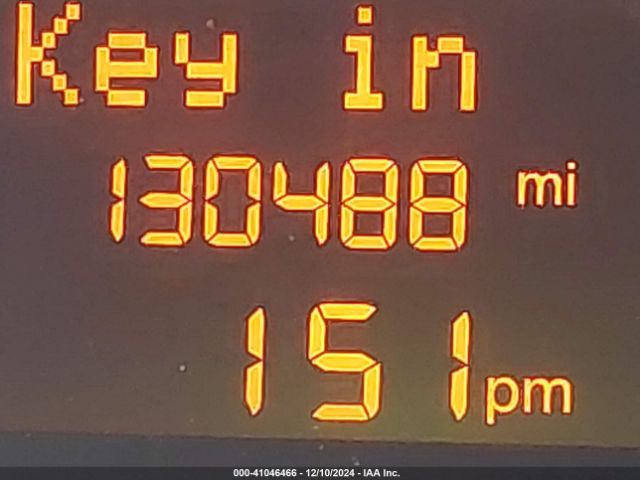 Key in
130488 mi
151 pm
000-41046466 - 12/10/2024 - IAA Inc.